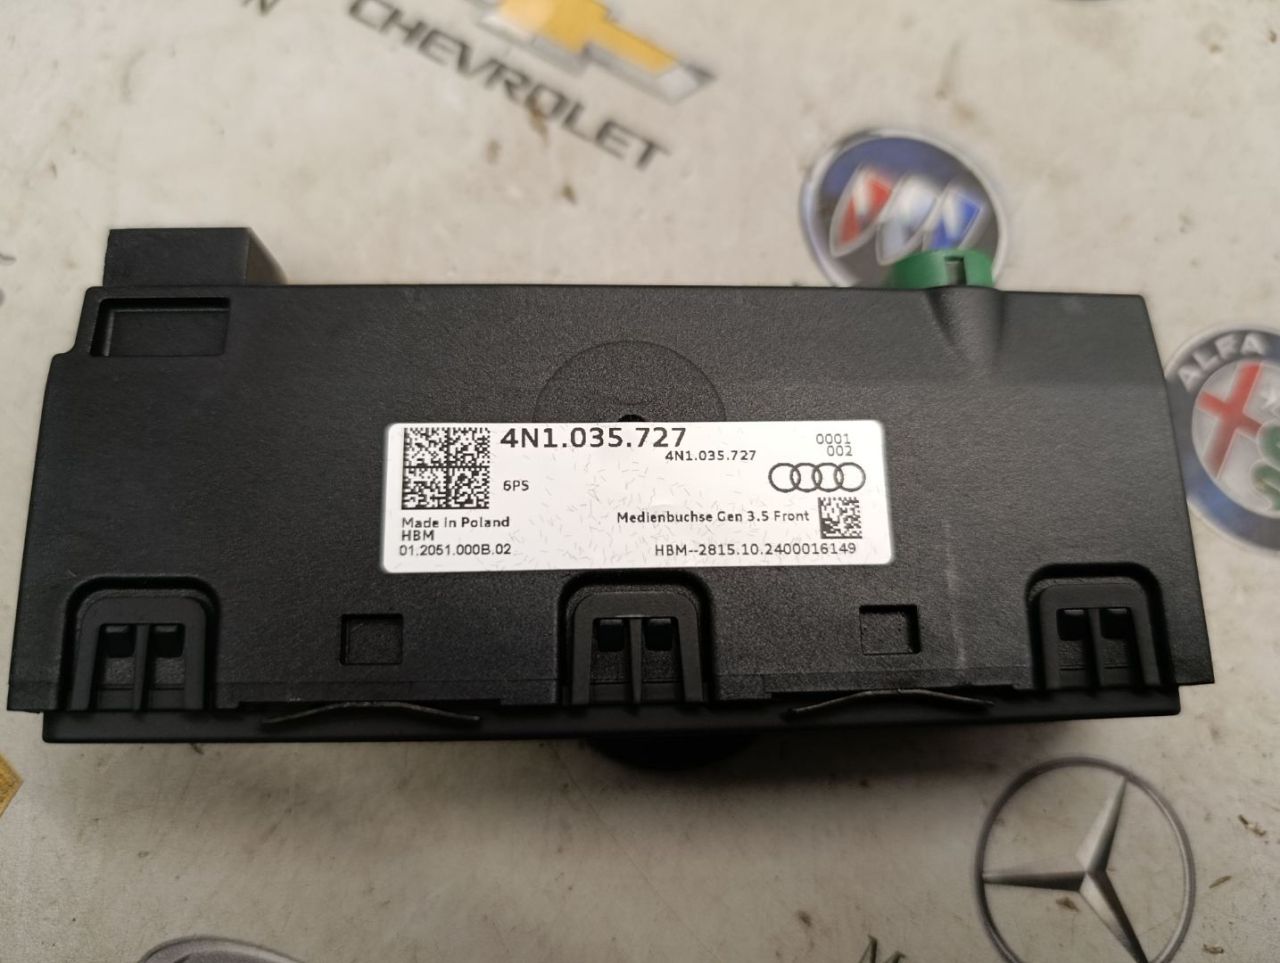 CHEVROLET
ALFA
4N1.035.727
0001
002
4N1.035.727
6PS
Made in Poland
HBM
01.2051.000B.02
Medienbuchse Gen 3.5 Front
HBM--2815.10.2400016149